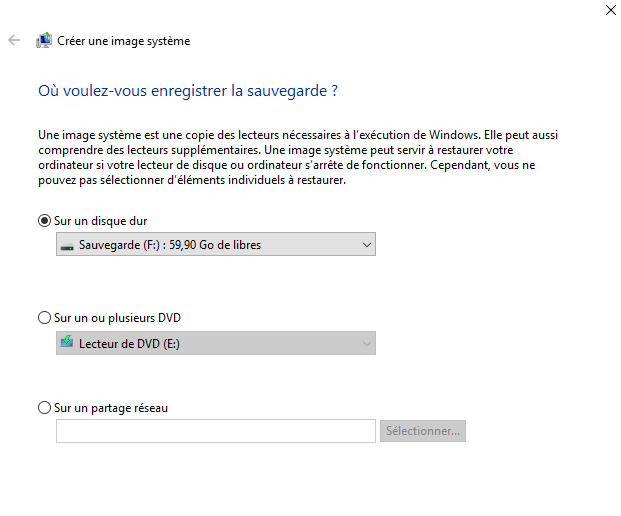 Créer une image système
Où voulez-vous enregistrer la sauvegarde ?
Une image système est une copie des lecteurs nécessaires à l’exécution de Windows. Elle peut aussi
comprendre des lecteurs supplémentaires. Une image système peut servir à restaurer votre
ordinateur si votre lecteur de disque ou ordinateur s’arrête de fonctionner. Cependant, vous ne
pouvez pas sélectionner d’éléments individuels à restaurer.
Sur un disque dur
Sauvegarde (F:) : 59,90 Go de libres
Sur un ou plusieurs DVD
Lecteur de DVD (E:)
Sur un partage réseau
Sélectionner...